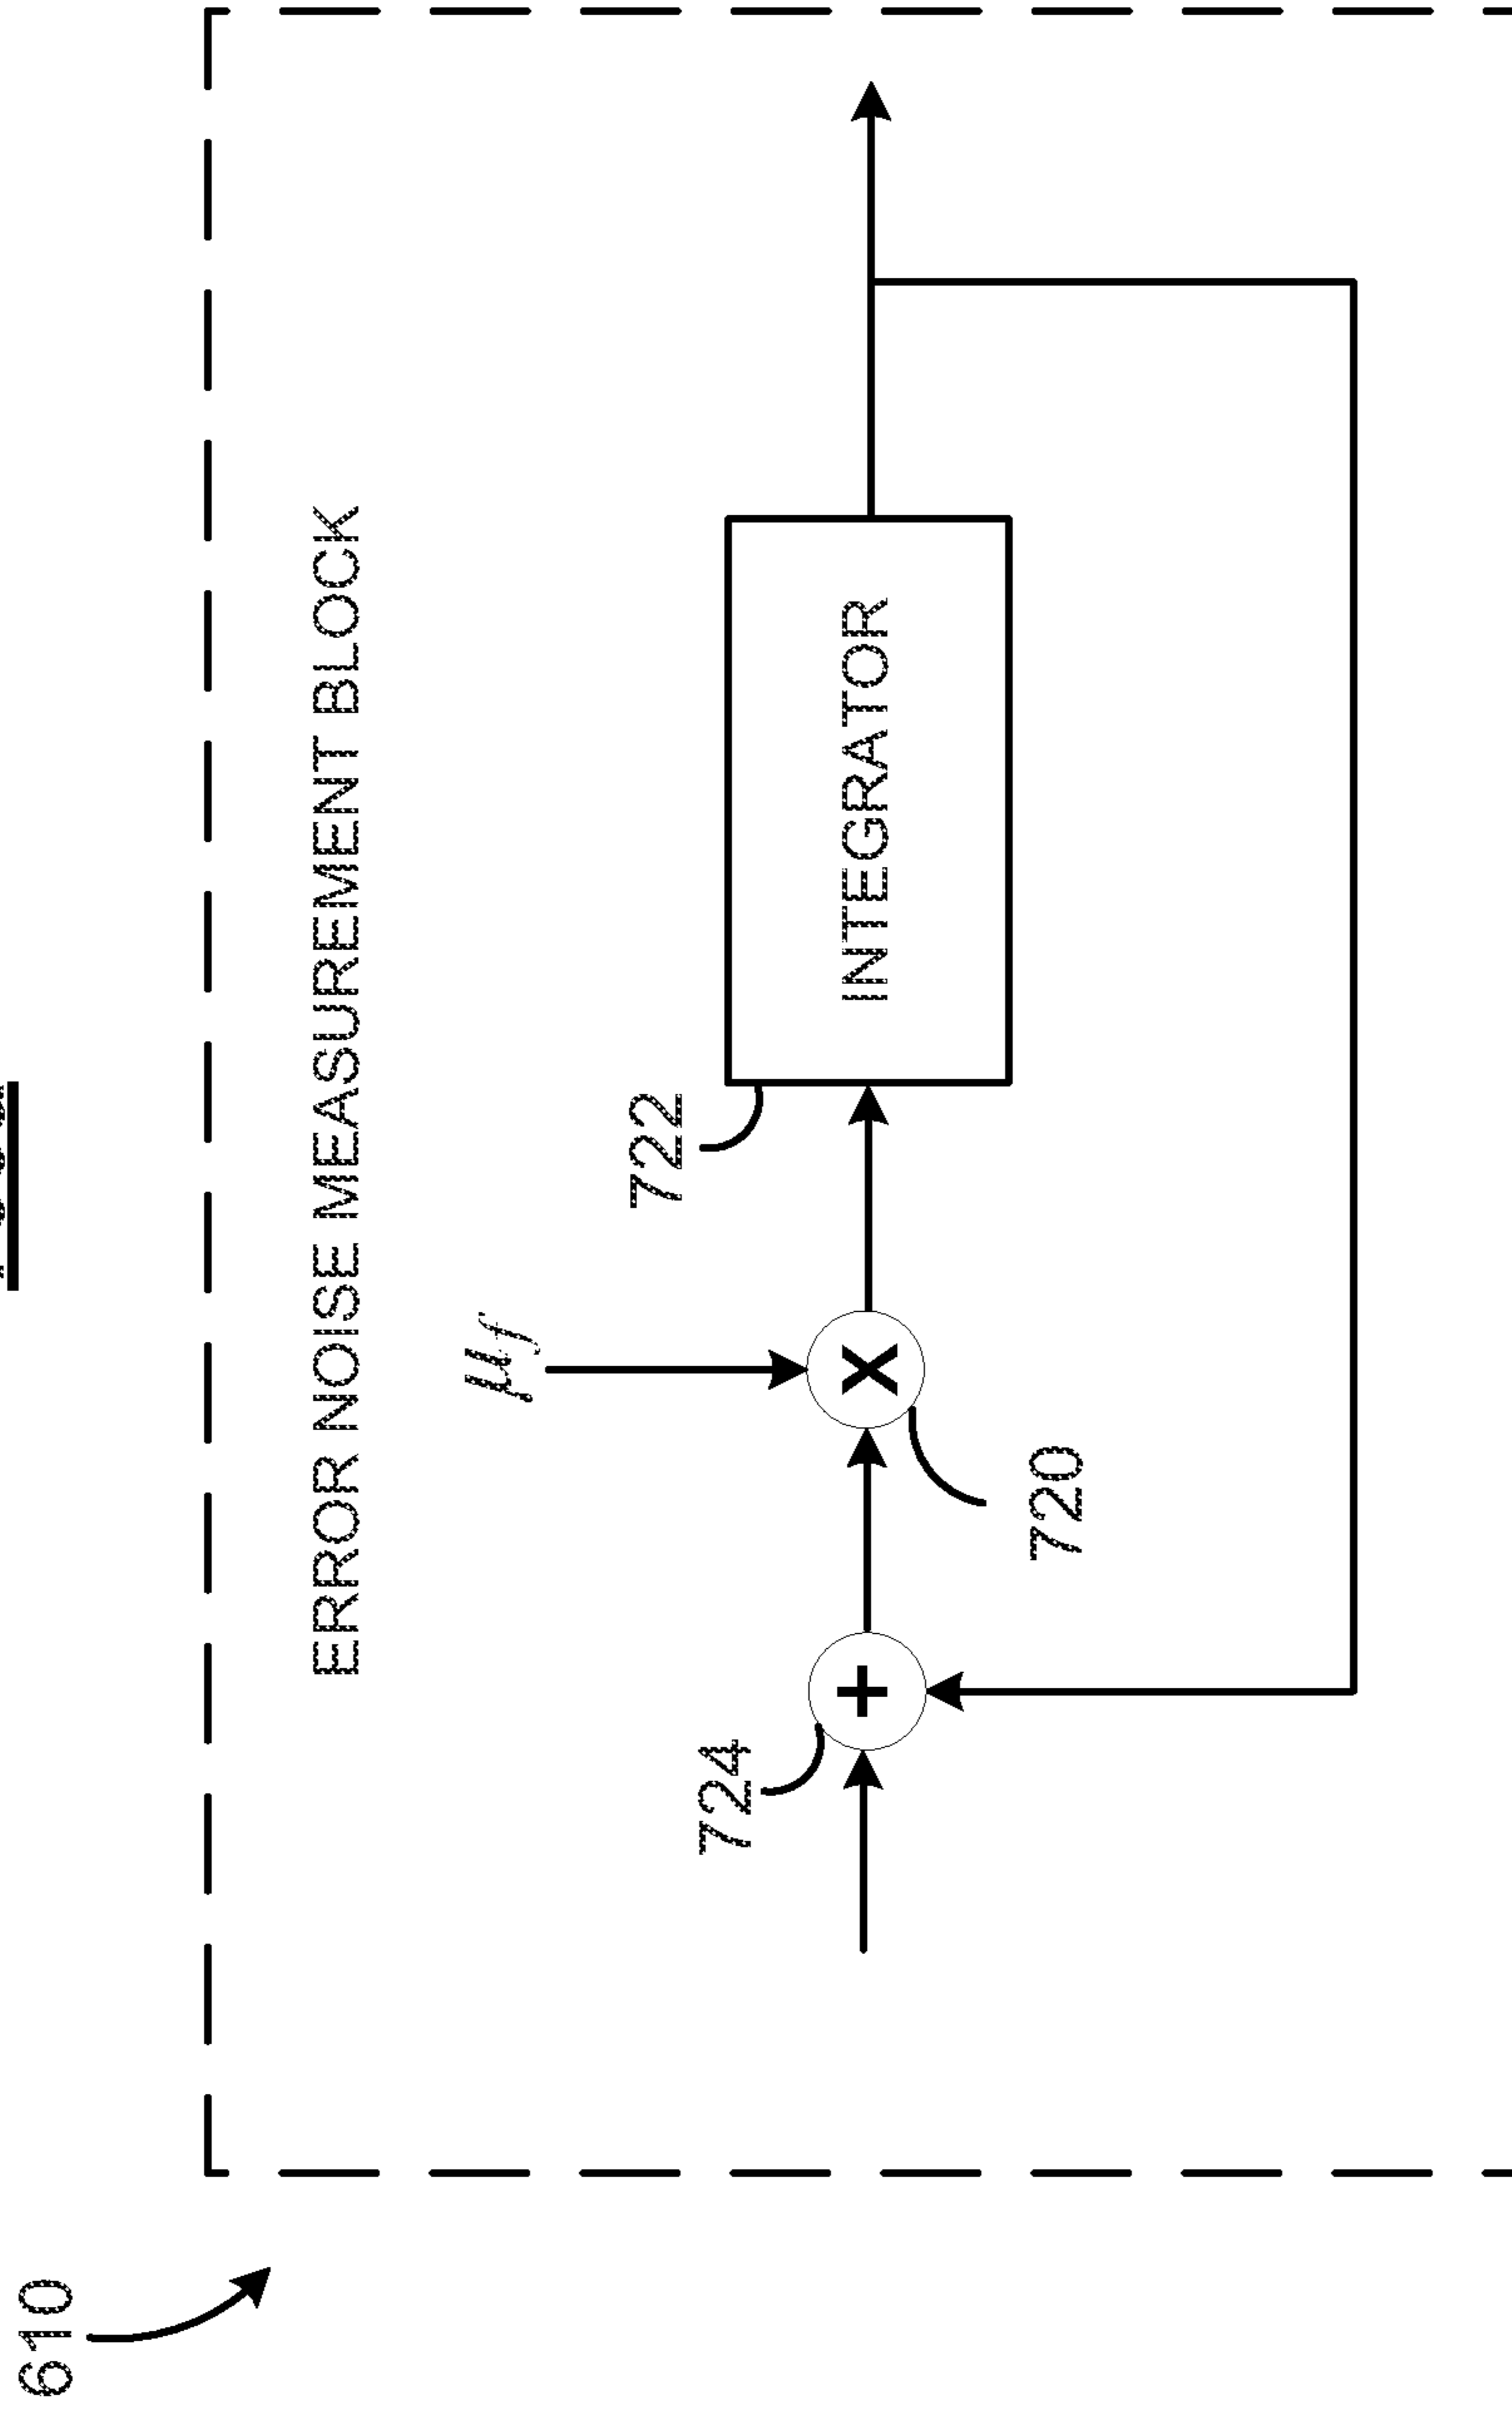 610
ERROR NOISE MEASUREMENT BLOCK
μf
724
+
720
X
722
INTEGRATOR